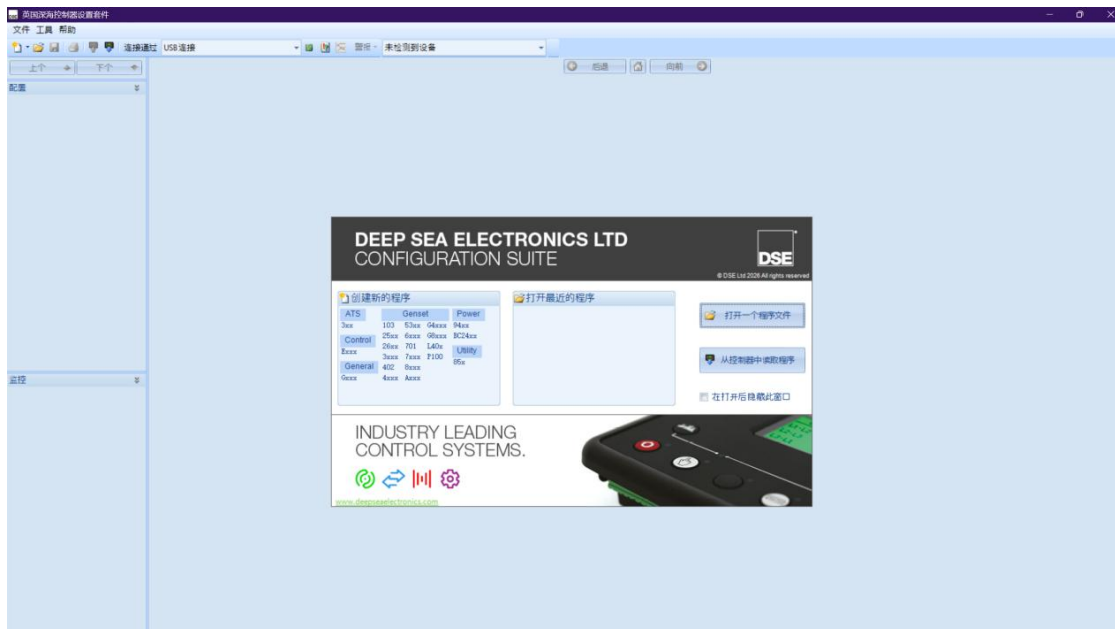 英国深海控制器设置套件
文件 工具 帮助
连接通过 USB连接 警报 未检测到设备
上个 下个 后退 向前
配置
监控
DEEP SEA ELECTRONICS LTD
CONFIGURATION SUITE
DSE
© DSE Ltd 2026 All rights reserved
创建新的程序
ATS Genset Power
3xx 103 53xx G4xxx 94xx
Control 25xx 6xxx G8xxx BC24xx
Exxx 26xx 701 L40x Utility
3xxx 7xxx P100 95x
General 402 8xxx
Gxxx 4xxx Axxx
打开最近的程序
打开一个程序文件
从控制器中读取程序
在打开后隐藏此窗口
INDUSTRY LEADING
CONTROL SYSTEMS.
www.deepseaelectronics.com